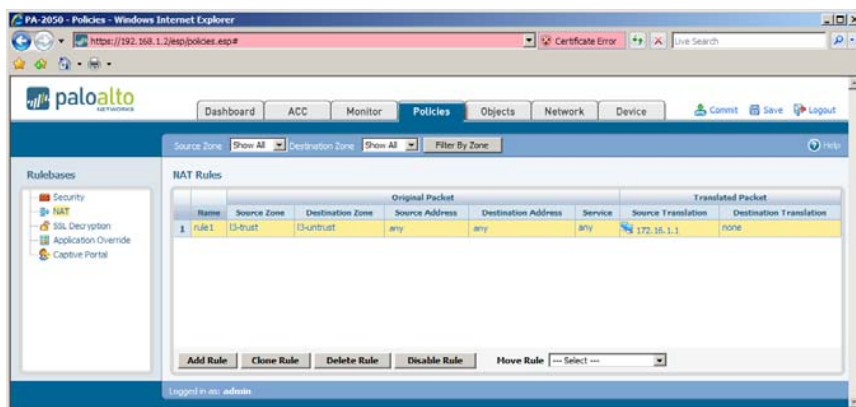 PA-2050 - Policies - Windows Internet Explorer
https://192.168.1.2/esp/policies.esp#
Certificate Error
Live Search
paloalto
NETWORKS
Dashboard
ACC
Monitor
Policies
Objects
Network
Device
Commit
Save
Logout
Source Zone Show All Destination Zone Show All Filter By Zone
Help
Rulebases
Security
NAT
SSL Decryption
Application Override
Captive Portal
NAT Rules
Original Packet Translated Packet
Name Source Zone Destination Zone Source Address Destination Address Service Source Translation Destination Translation
1 rule1 l3-trust l3-untrust any any any 172.16.1.1 none
Add Rule Clone Rule Delete Rule Disable Rule Move Rule --- Select ---
Logged in as: admin